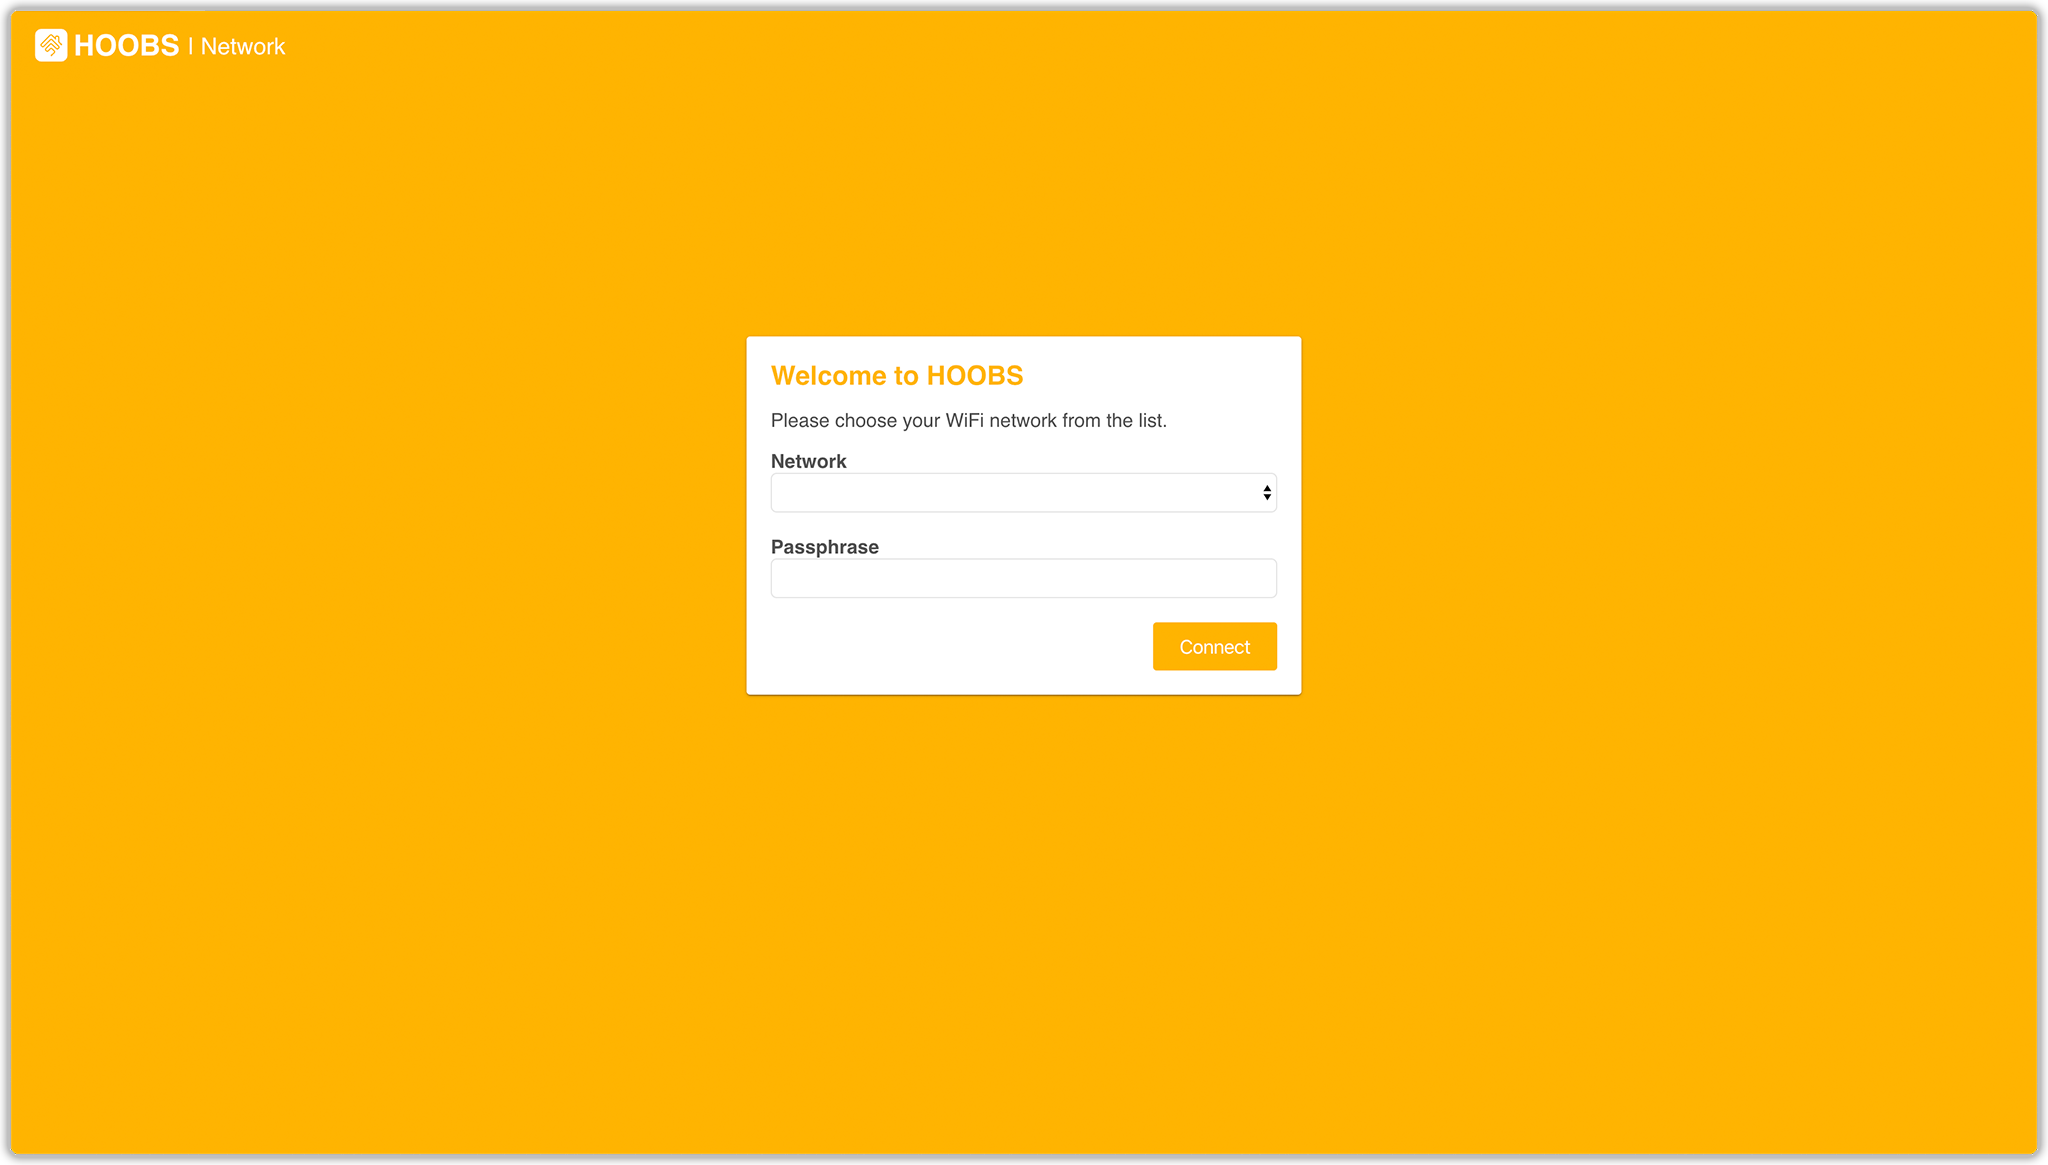 HOOBS | Network
Welcome to HOOBS
Please choose your WiFi network from the list.
Network
Passphrase
Connect